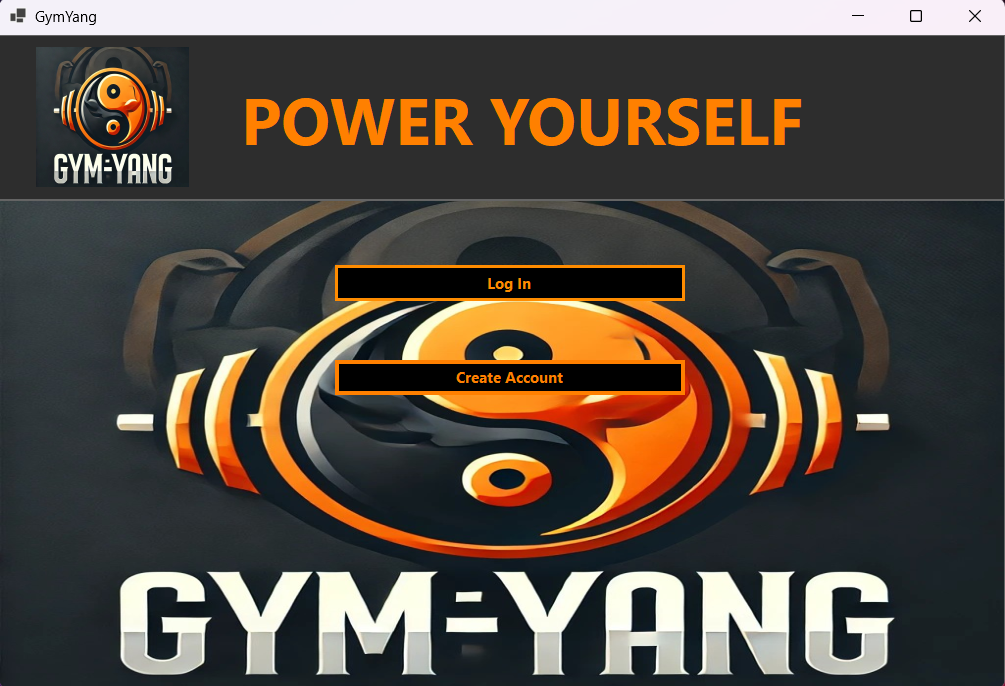 GymYang
GYM-YANG
POWER YOURSELF
Log In
Create Account
GYM-YANG